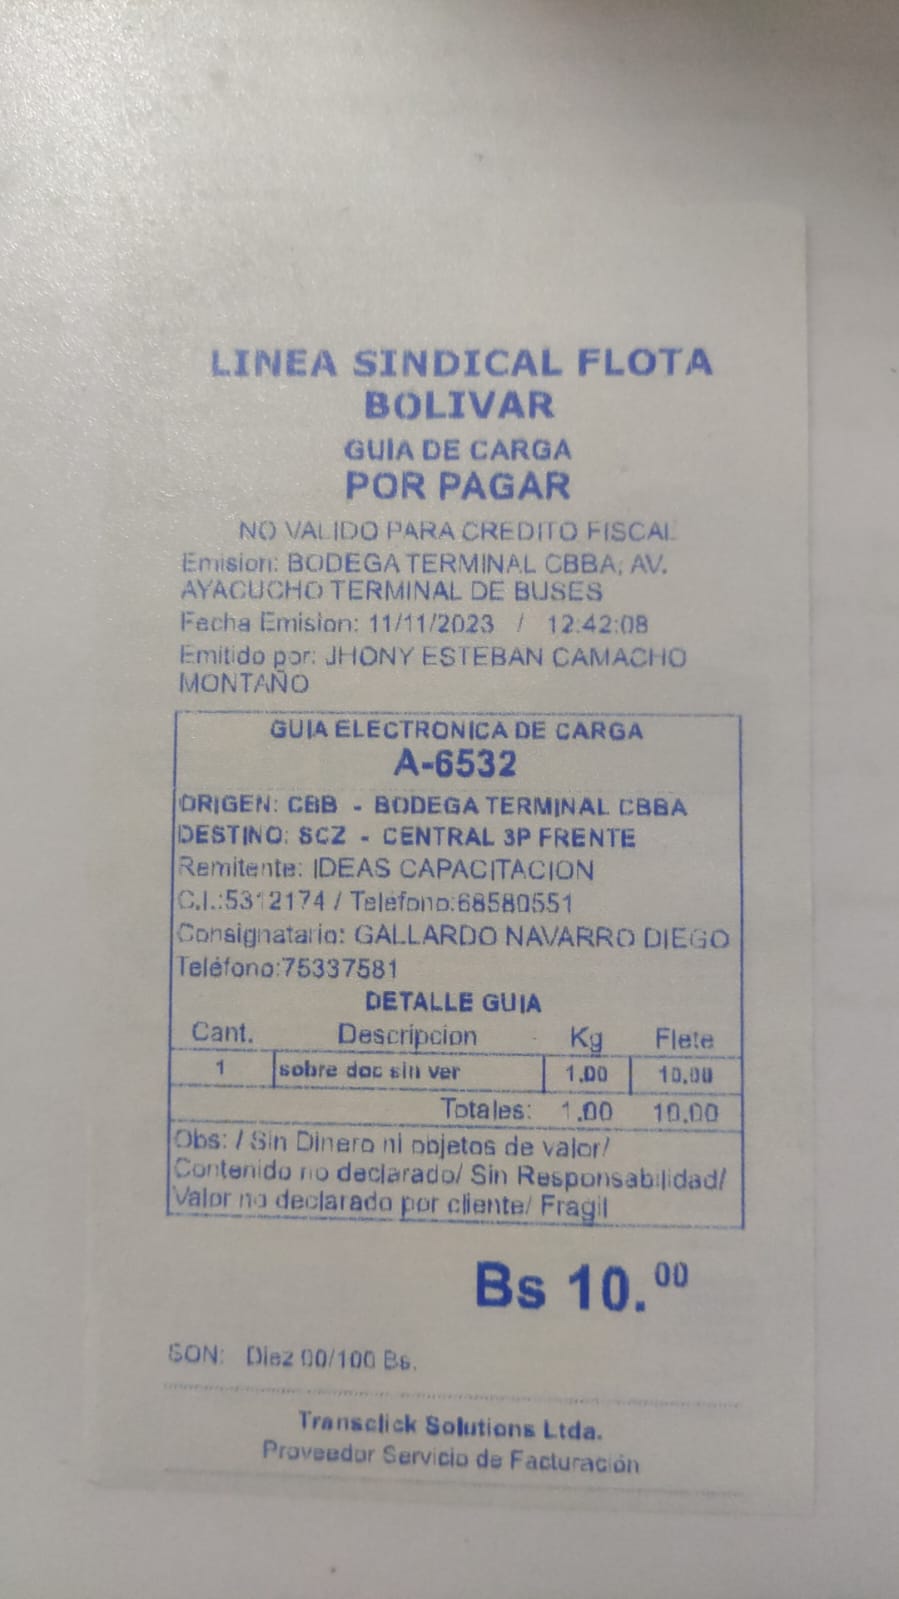 LINEA SINDICAL FLOTA
BOLIVAR
GUIA DE CARGA
POR PAGAR
NO VALIDO PARA CREDITO FISCAL
Emision: BODEGA TERMINAL CBBA, AV.
AYACUCHO TERMINAL DE BUSES
Fecha Emision: 11/11/2023 / 12:42:08
Emitido por: JHONY ESTEBAN CAMACHO
MONTAÑO
GUIA ELECTRONICA DE CARGA
A-6532
ORIGEN: CBB - BODEGA TERMINAL CBBA
DESTINO: SCZ - CENTRAL 3P FRENTE
Remitente: IDEAS CAPACITACION
C.I.:5312174 / Teléfono:68580551
Consignatario: GALLARDO NAVARRO DIEGO
Teléfono:75337581
DETALLE GUIA
Cant. Descripcion Kg Flete
1 sobre doc sin ver 1.00 10.00
Totales: 1.00 10.00
Obs: / Sin Dinero ni objetos de valor/
Contenido no declarado/ Sin Responsabilidad/
Valor no declarado por cliente/ Fragil
Bs 10.00
SON: Diez 00/100 Bs.
Transclick Solutions Ltda.
Proveedor Servicio de Facturación